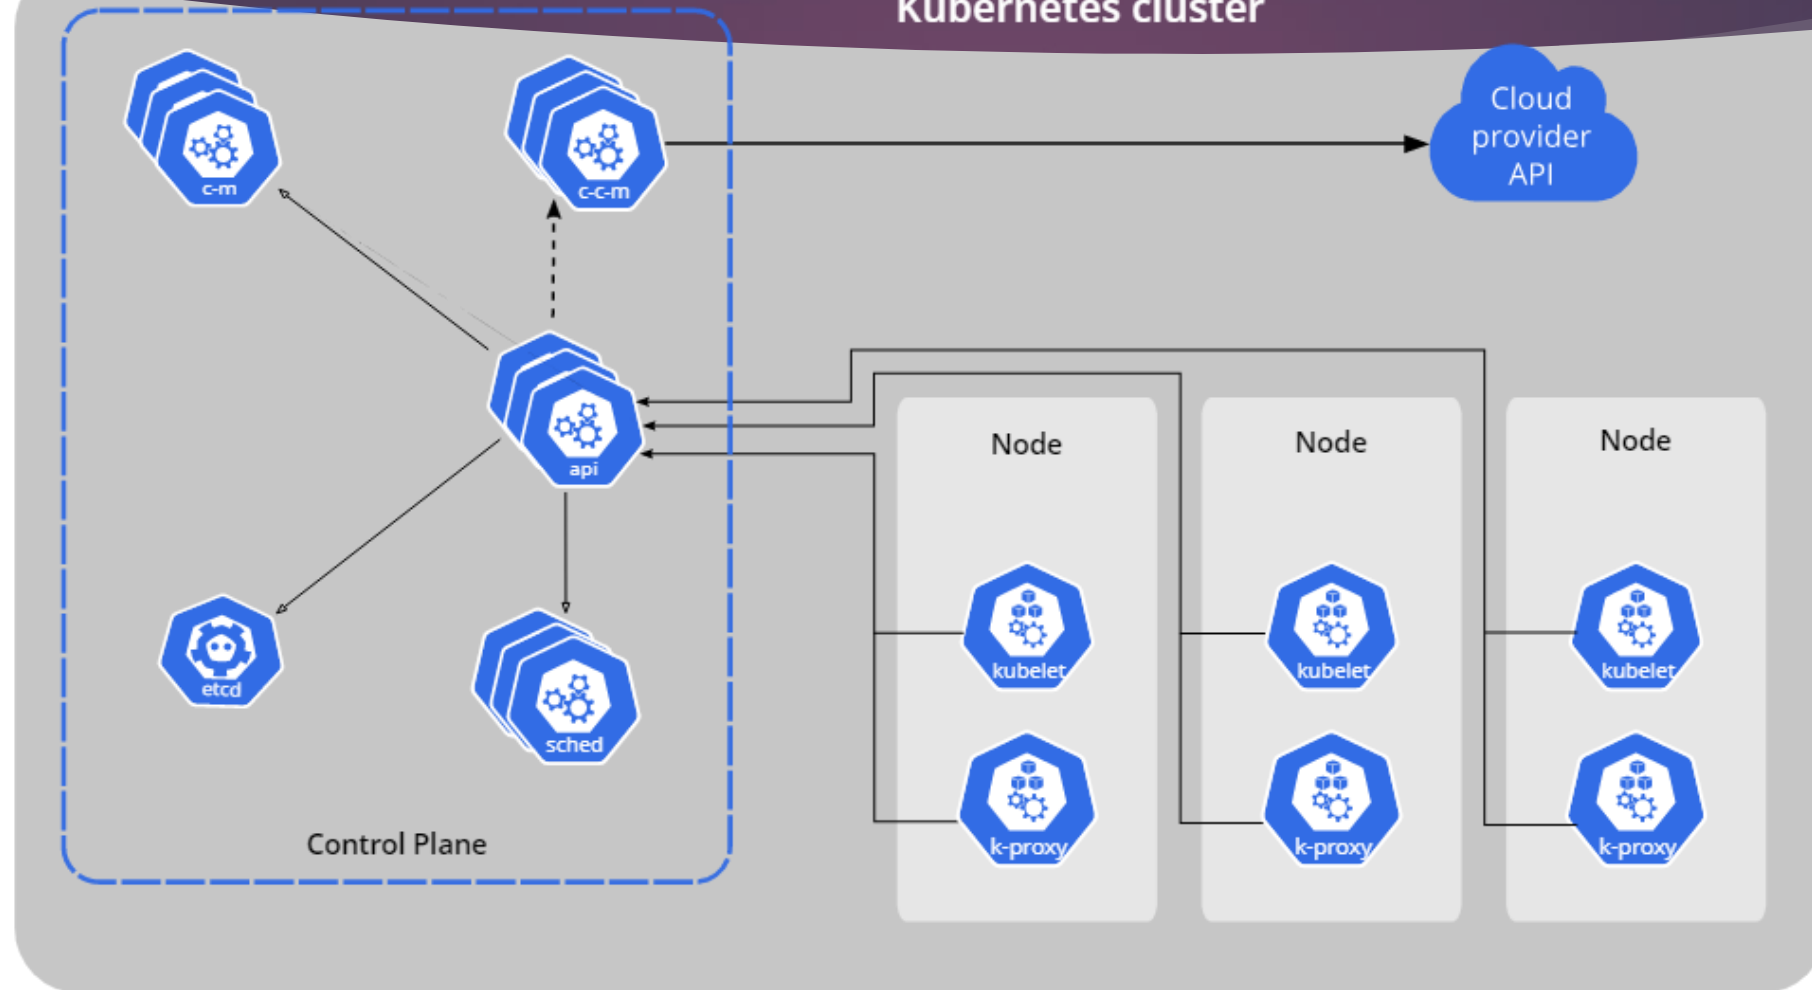 Kubernetes cluster
c-m
c-c-m
Cloud
provider
API
api
Node
Node
Node
etcd
sched
kubelet
kubelet
kubelet
k-proxy
k-proxy
k-proxy
Control Plane